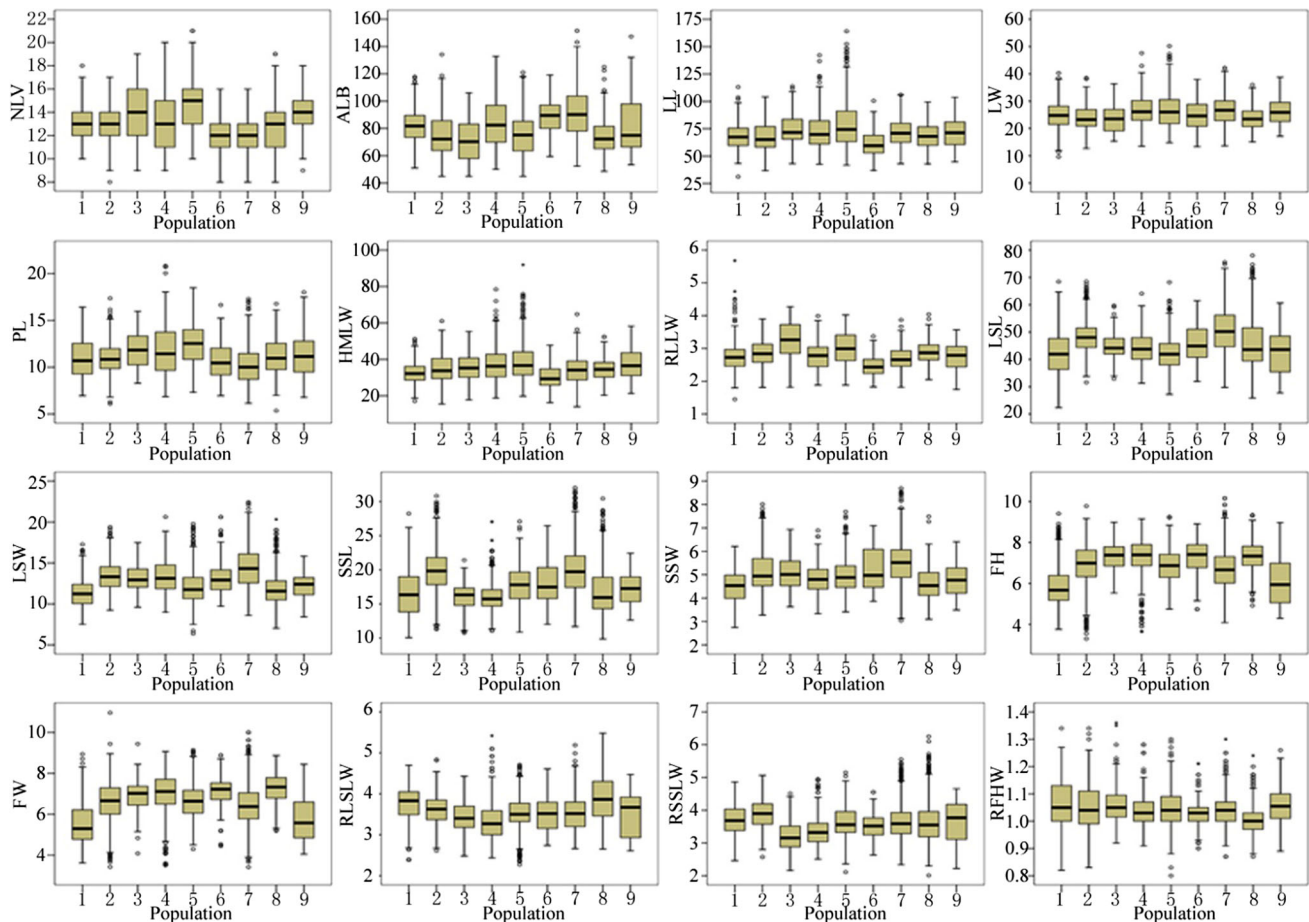 NLV
22
20
18
16
14
12
10
8
1 2 3 4 5 6 7 8 9
Population
ALB
160
140
120
100
80
60
40
1 2 3 4 5 6 7 8 9
Population
LL
175
150
125
100
75
50
25
1 2 3 4 5 6 7 8 9
Population
LW
60
50
40
30
20
10
0
1 2 3 4 5 6 7 8 9
Population
PL
20
15
10
5
1 2 3 4 5 6 7 8 9
Population
HMLW
100
80
60
40
20
1 2 3 4 5 6 7 8 9
Population
RLLW
6
5
4
3
2
1
1 2 3 4 5 6 7 8 9
Population
LSL
80
70
60
50
40
30
20
1 2 3 4 5 6 7 8 9
Population
LSW
25
20
15
10
5
1 2 3 4 5 6 7 8 9
Population
SSL
30
25
20
15
10
1 2 3 4 5 6 7 8 9
Population
SSW
9
8
7
6
5
4
3
2
1 2 3 4 5 6 7 8 9
Population
FH
10
8
6
4
1 2 3 4 5 6 7 8 9
Population
FW
10
8
6
4
1 2 3 4 5 6 7 8 9
Population
RLSLW
6
5
4
3
2
1 2 3 4 5 6 7 8 9
Population
RSSLW
7
6
5
4
3
2
1 2 3 4 5 6 7 8 9
Population
RFHW
1.4
1.3
1.2
1.1
1.0
0.9
0.8
1 2 3 4 5 6 7 8 9
Population